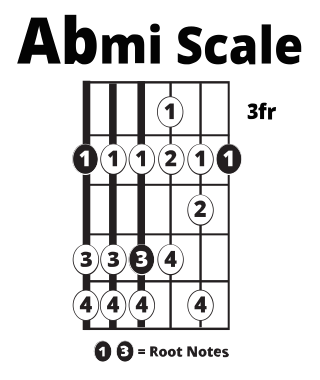 Abmi Scale
1 3fr
1 1 1 2 1 1
2
3 3 3 4
4 4 4 4
1 3 = Root Notes